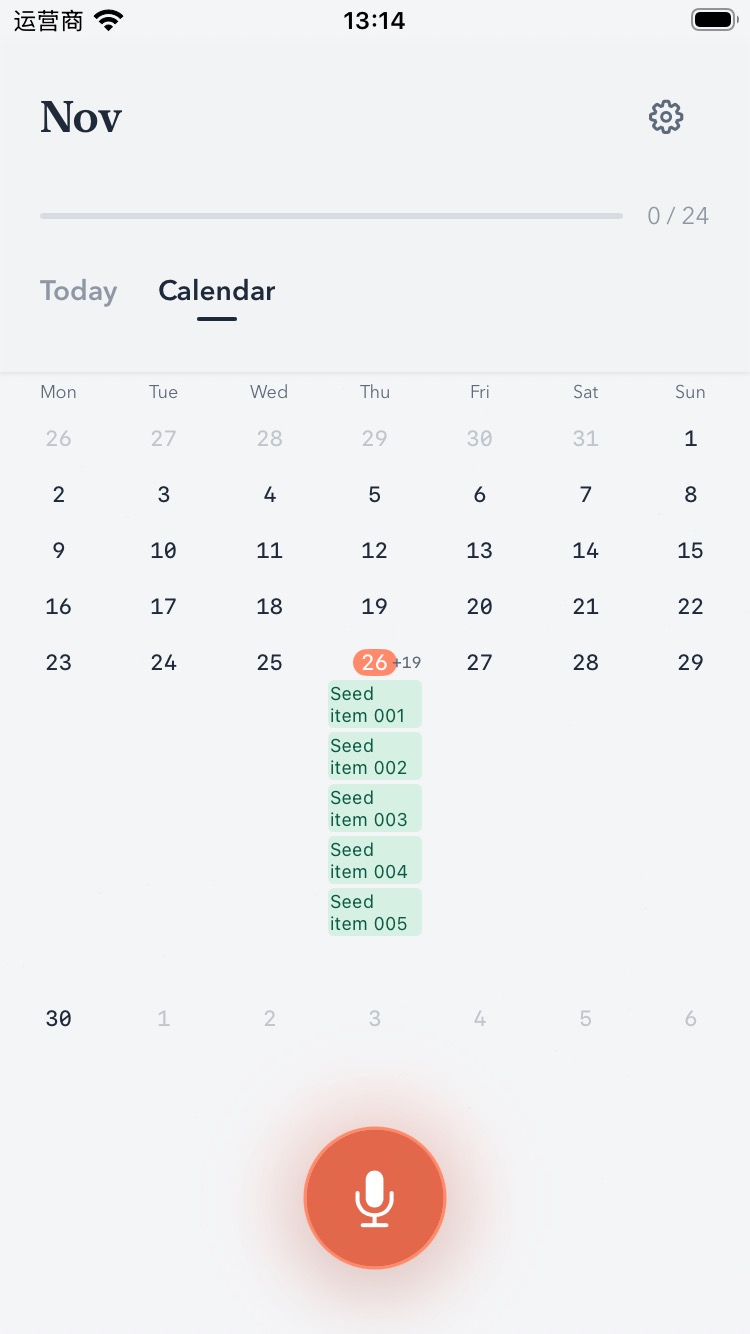 运营商 13:14
Nov
0 / 24
Today Calendar
Mon Tue Wed Thu Fri Sat Sun
26 27 28 29 30 31 1
2 3 4 5 6 7 8
9 10 11 12 13 14 15
16 17 18 19 20 21 22
23 24 25 26 +19 27 28 29
Seed
item 001
Seed
item 002
Seed
item 003
Seed
item 004
Seed
item 005
30 1 2 3 4 5 6